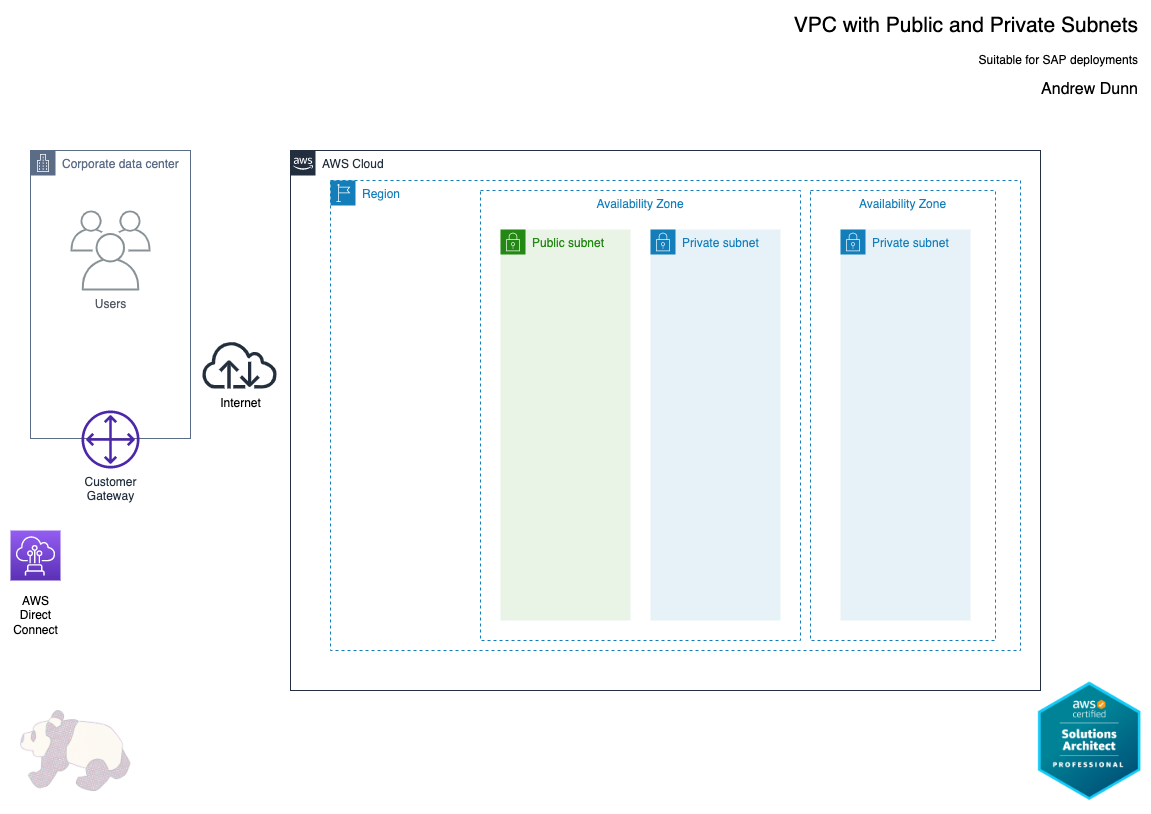 VPC with Public and Private Subnets
Suitable for SAP deployments
Andrew Dunn
Corporate data center
Users
Internet
Customer
Gateway
AWS
Direct
Connect
aws
AWS Cloud
Region
Availability Zone
Public subnet
Private subnet
Availability Zone
Private subnet
aws
certified
Solutions
Architect
PROFESSIONAL